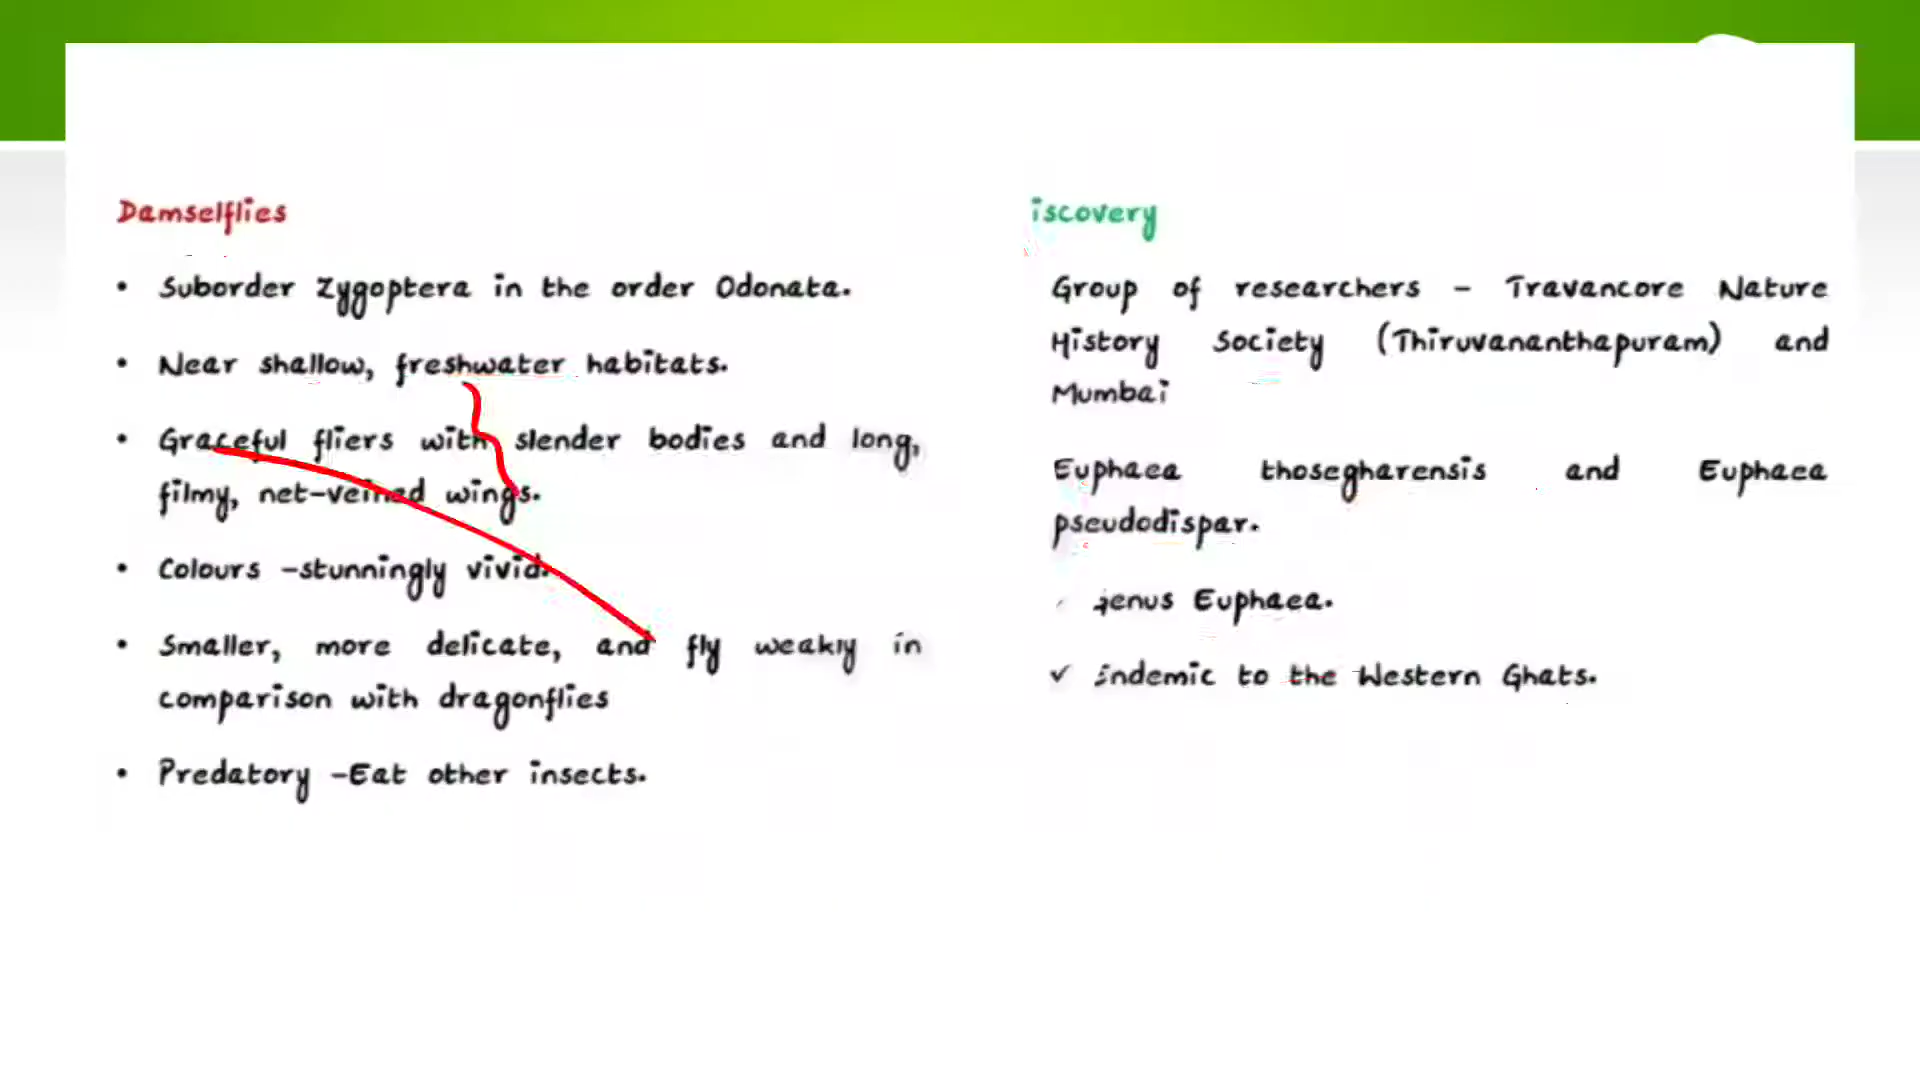 Damselflies
• Suborder Zygoptera in the order Odonata.
• Near shallow, freshwater habitats.
• Graceful fliers with slender bodies and long,
filmy, net-veined wings.
• Colours -stunningly vivid.
• Smaller, more delicate, and fly weakly in
comparison with dragonflies
• Predatory -Eat other insects.
iscovery
Group of researchers - Travancore Nature
History Society (Thiruvananthapuram) and
Mumbai
Euphaea thosegharensis and Euphaea
pseudodispar.
genus Euphaea.
✓ Endemic to the Western Ghats.